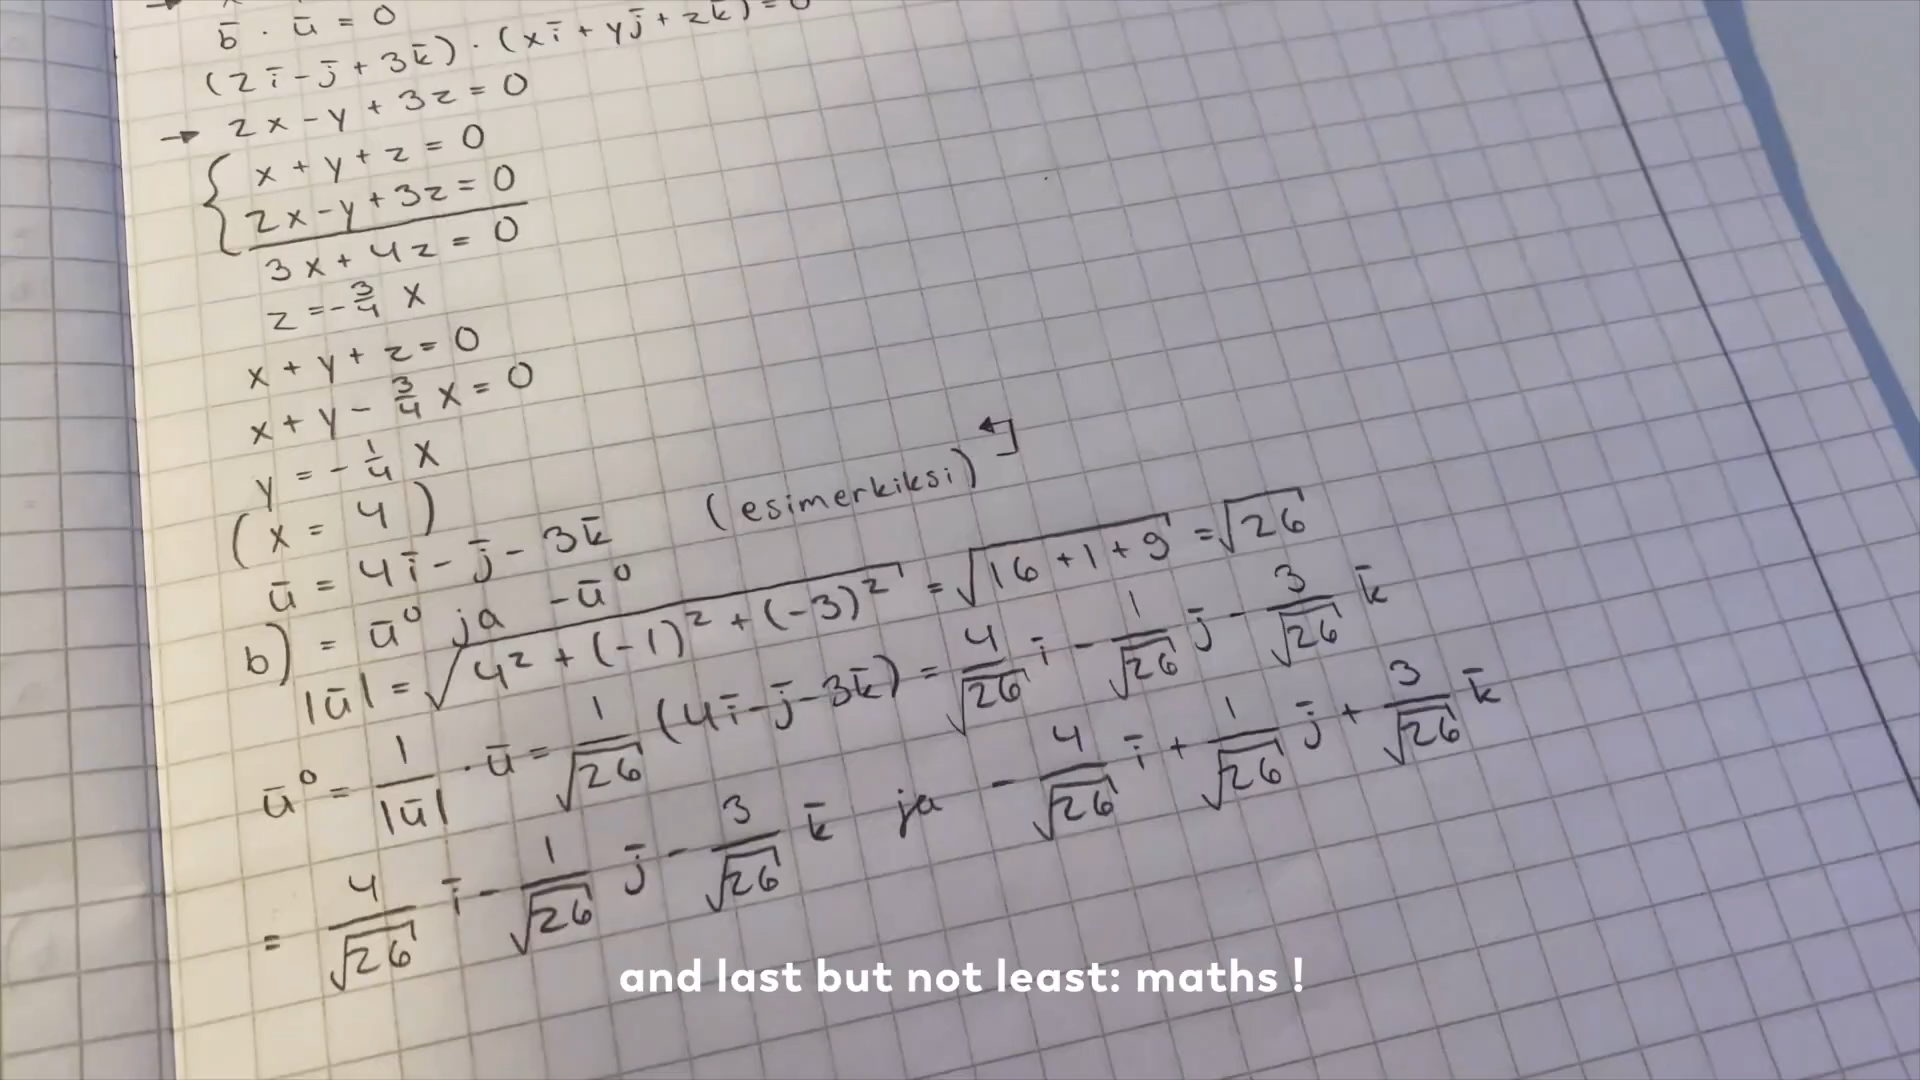 b̄ · ū = 0
(2ī - j̄ + 3k̄) · (xī + yj̄ + zk̄) = 0
→ 2x - y + 3z = 0
x + y + z = 0
2x - y + 3z = 0
3x + 4z = 0
z = -3/4 x
x + y + z = 0
x + y - 3/4 x = 0
y = -1/4 x
(x = 4)
ū = 4ī - j̄ - 3k̄ (esimerkiksi)
b) = ū⁰ ja -ū⁰
|ū| = √(4² + (-1)² + (-3)²) = √(16 + 1 + 9) = √26
ū⁰ = 1/|ū| · ū = 1/√26 (4ī - j̄ - 3k̄) = 4/√26 ī - 1/√26 j̄ - 3/√26 k̄
= 4/√26 ī - 1/√26 j̄ - 3/√26 k̄ ja - 4/√26 ī + 1/√26 j̄ + 3/√26 k̄
and last but not least: maths !